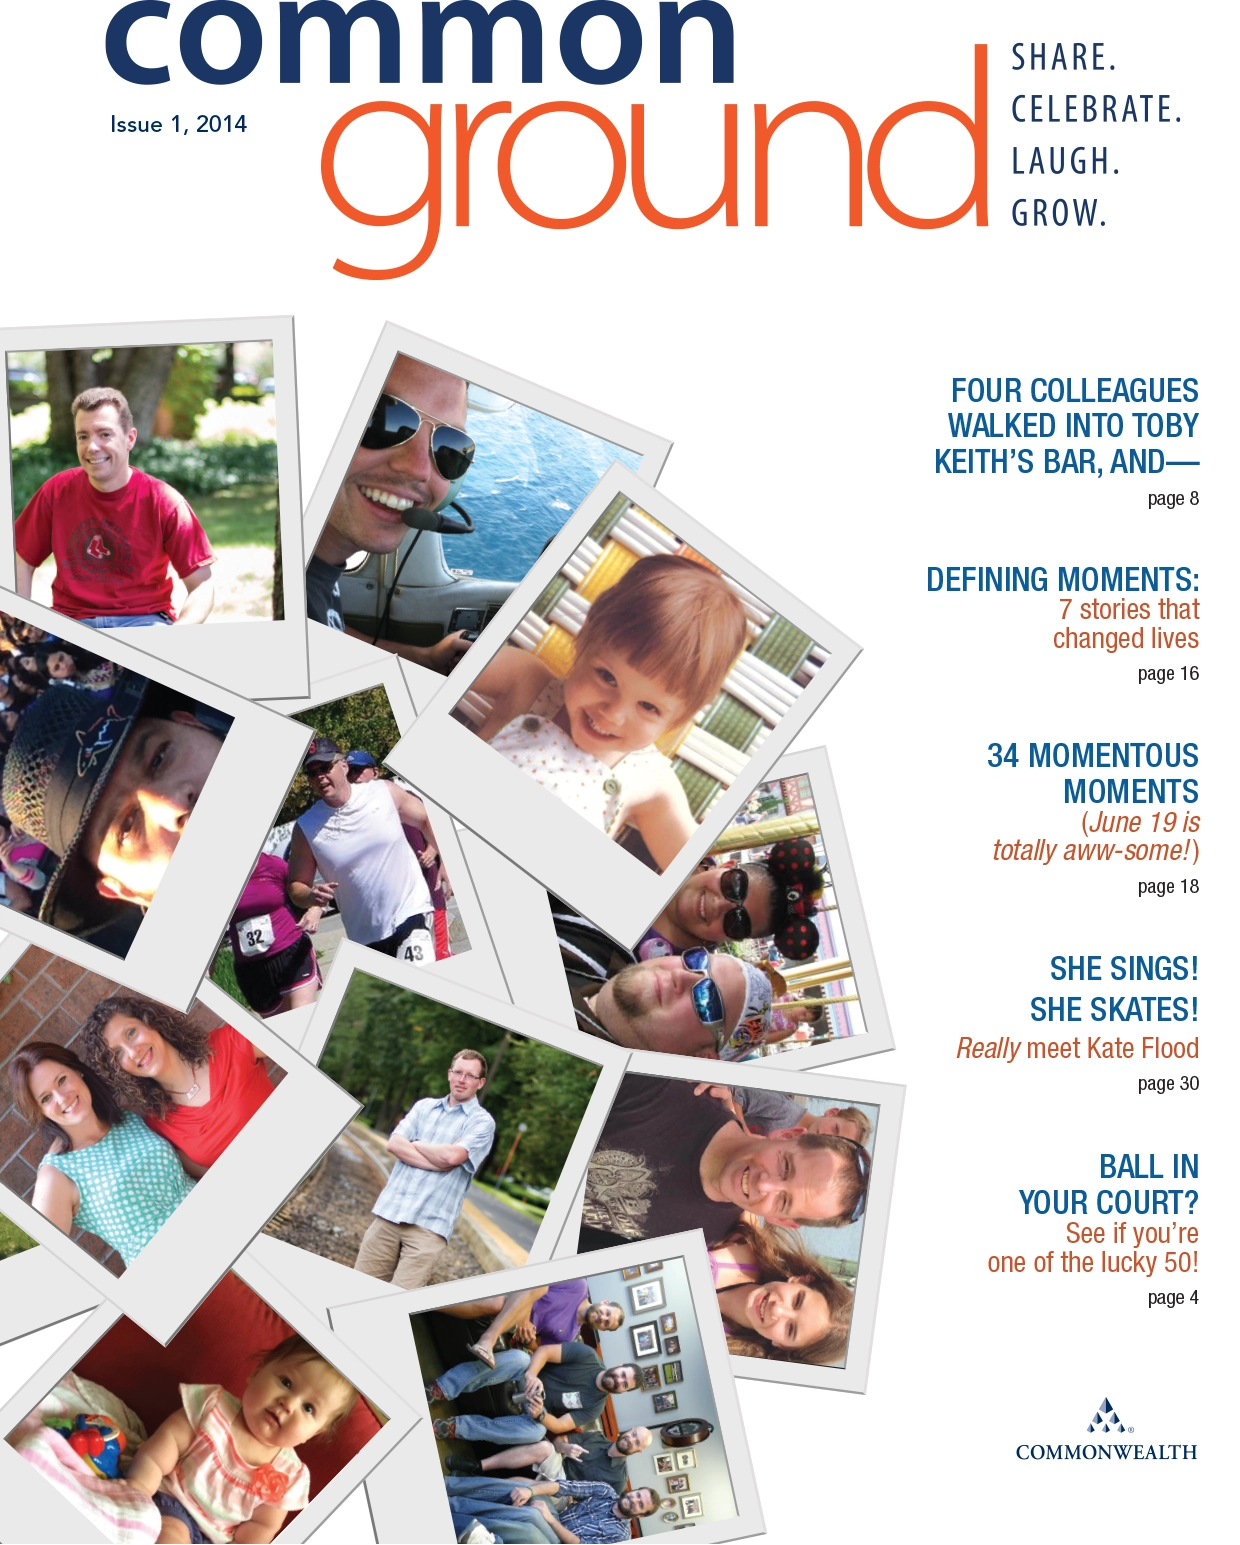 common
ground
Issue 1, 2014
SHARE.
CELEBRATE.
LAUGH.
GROW.
FOUR COLLEAGUES
WALKED INTO TOBY
KEITH’S BAR, AND—
page 8
DEFINING MOMENTS:
7 stories that
changed lives
page 16
34 MOMENTOUS
MOMENTS
(June 19 is
totally aww-some!)
page 18
SHE SINGS!
SHE SKATES!
Really meet Kate Flood
page 30
BALL IN
YOUR COURT?
See if you’re
one of the lucky 50!
page 4
32
43
COMMONWEALTH